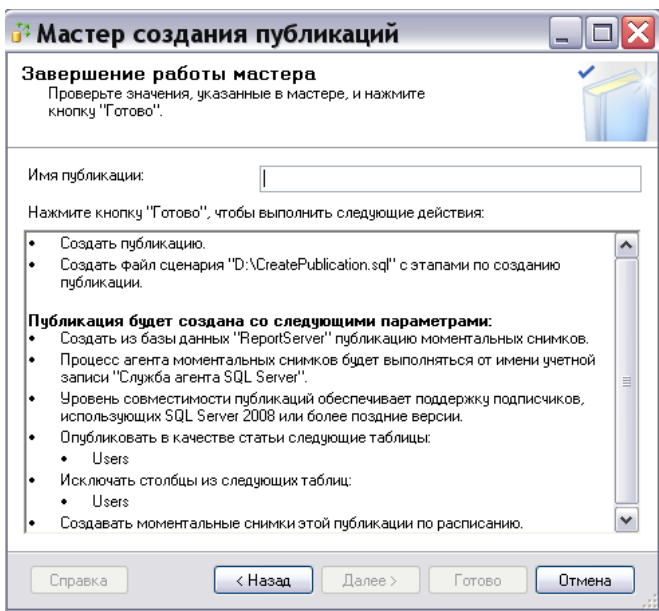 Мастер создания публикаций
Завершение работы мастера
Проверьте значения, указанные в мастере, и нажмите
кнопку "Готово".
Имя публикации:
Нажмите кнопку "Готово", чтобы выполнить следующие действия:
• Создать публикацию.
• Создать файл сценария "D:\CreatePublication.sql" с этапами по созданию
публикации.
Публикация будет создана со следующими параметрами:
• Создать из базы данных "ReportServer" публикацию моментальных снимков.
• Процесс агента моментальных снимков будет выполняться от имени учетной
записи "Служба агента SQL Server".
• Уровень совместимости публикаций обеспечивает поддержку подписчиков,
использующих SQL Server 2008 или более поздние версии.
• Опубликовать в качестве статьи следующие таблицы:
• Users
• Исключать столбцы из следующих таблиц:
• Users
• Создавать моментальные снимки этой публикации по расписанию.
Справка
< Назад
Далее >
Готово
Отмена